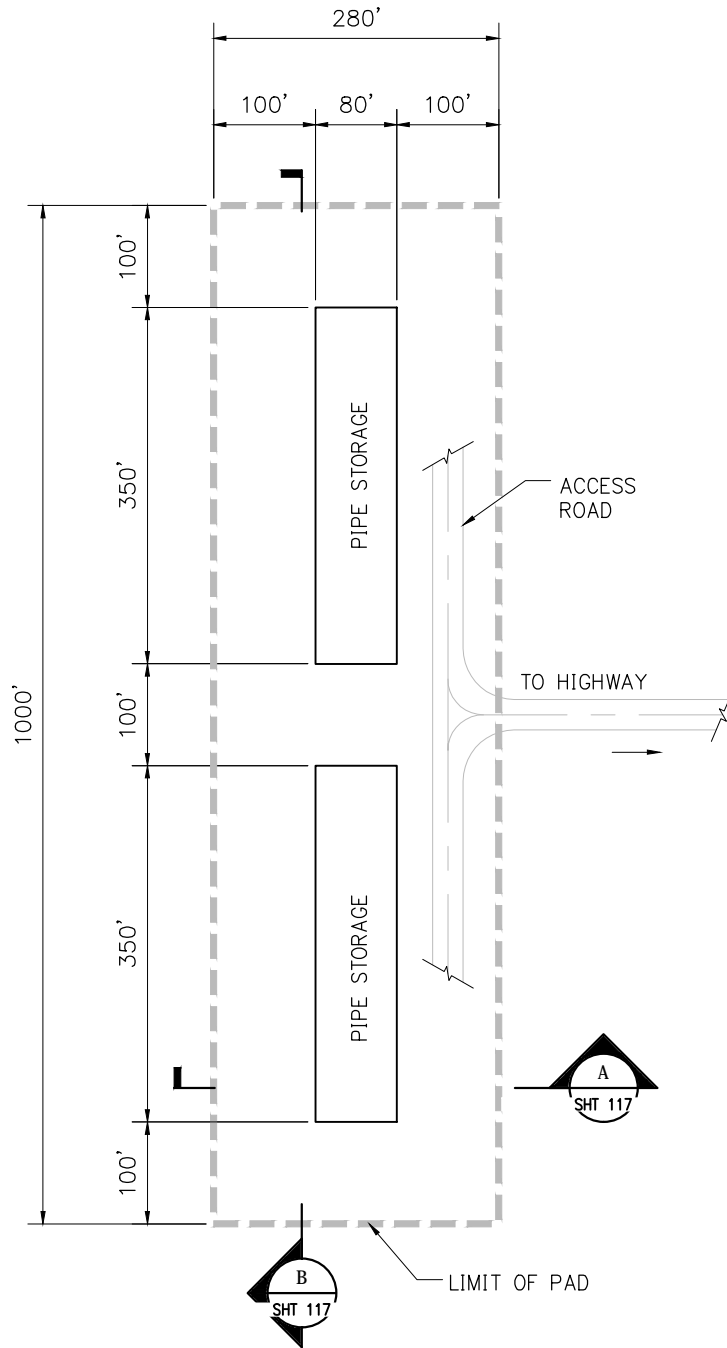 280'
100'
80'
100'
100'
350'
PIPE STORAGE
ACCESS
ROAD
1000'
100'
TO HIGHWAY
350'
PIPE STORAGE
A
SHT 117
100'
B
SHT 117
LIMIT OF PAD